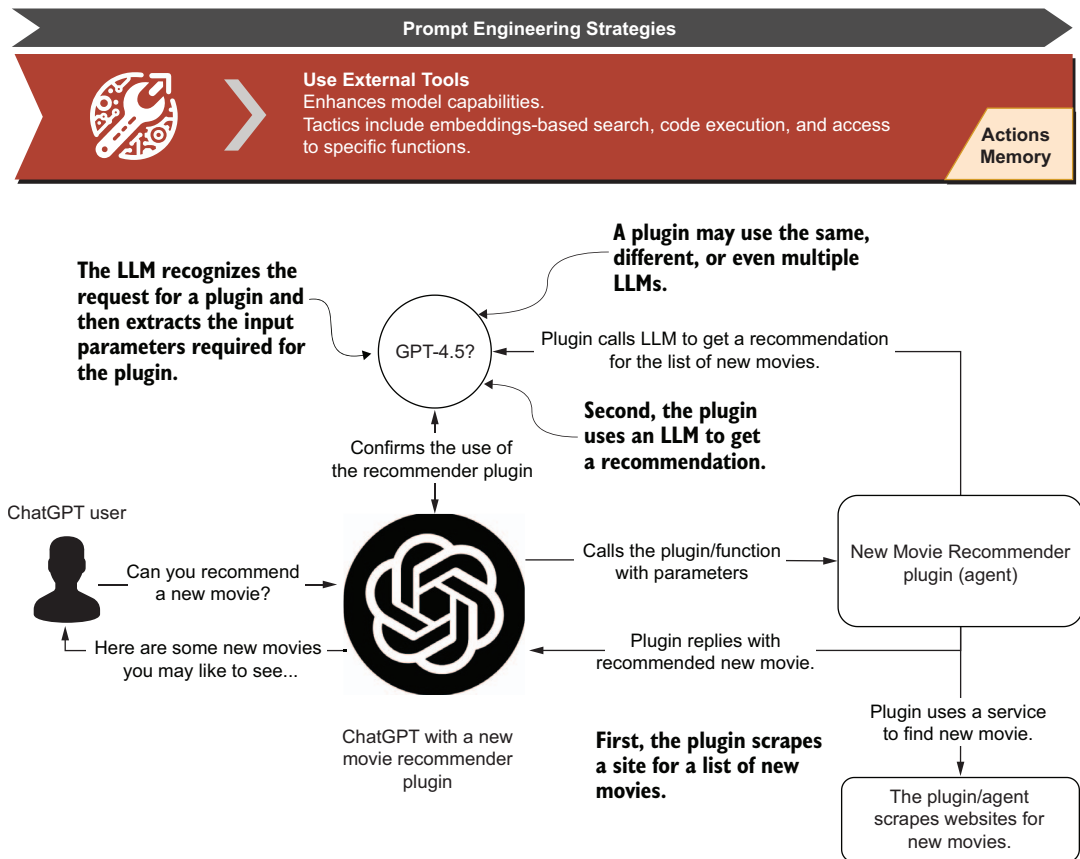 Prompt Engineering Strategies
Use External Tools
Enhances model capabilities.
Tactics include embeddings-based search, code execution, and access
to specific functions.
Actions
Memory
A plugin may use the same,
different, or even multiple
LLMs.
The LLM recognizes the
request for a plugin and
then extracts the input
parameters required for
the plugin.
GPT-4.5?
Plugin calls LLM to get a recommendation
for the list of new movies.
Second, the plugin
uses an LLM to get
a recommendation.
Confirms the use of
the recommender plugin
ChatGPT user
Can you recommend
a new movie?
Here are some new movies
you may like to see...
Calls the plugin/function
with parameters
New Movie Recommender
plugin (agent)
Plugin replies with
recommended new movie.
ChatGPT with a new
movie recommender
plugin
First, the plugin scrapes
a site for a list of new
movies.
Plugin uses a service
to find new movie.
The plugin/agent
scrapes websites for
new movies.